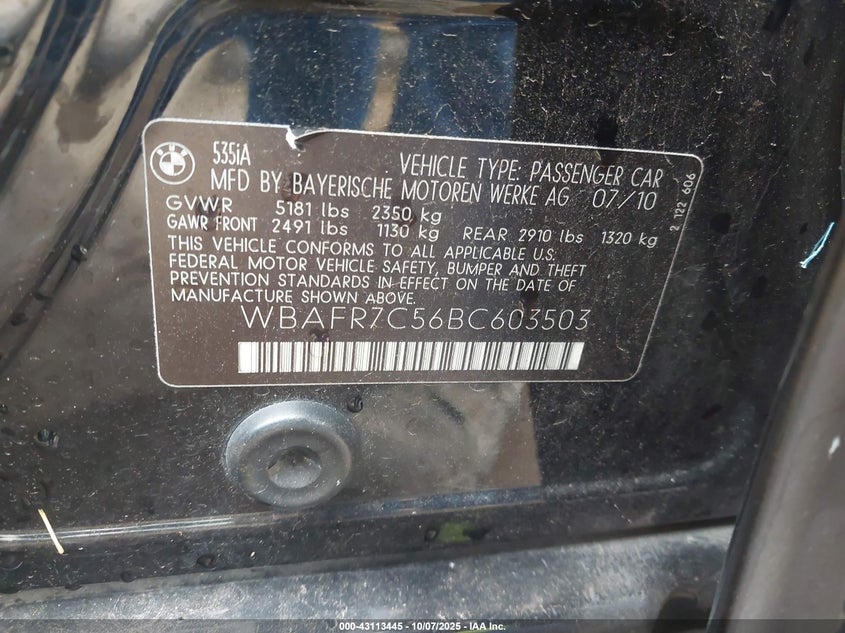 BMW
535iA
VEHICLE TYPE: PASSENGER CAR
MFD BY BAYERISCHE MOTOREN WERKE AG 07/10
GVWR 5181 lbs 2350 kg
GAWR FRONT 2491 lbs 1130 kg REAR 2910 lbs 1320 kg
THIS VEHICLE CONFORMS TO ALL APPLICABLE U.S.
FEDERAL MOTOR VEHICLE SAFETY, BUMPER AND THEFT
PREVENTION STANDARDS IN EFFECT ON THE DATE OF
MANUFACTURE SHOWN ABOVE.
WBAFR7C56BC603503
2 122 606
000-43113445 - 10/07/2025 - IAA Inc.